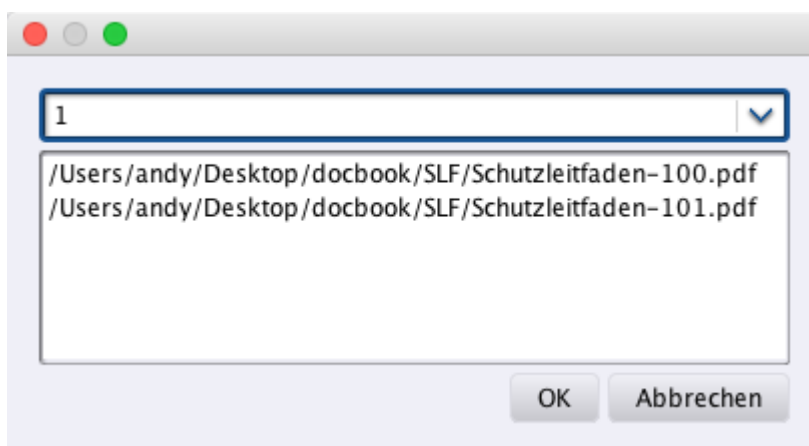 1
/Users/andy/Desktop/docbook/SLF/Schutzleitfaden-100.pdf
/Users/andy/Desktop/docbook/SLF/Schutzleitfaden-101.pdf
OK Abbrechen